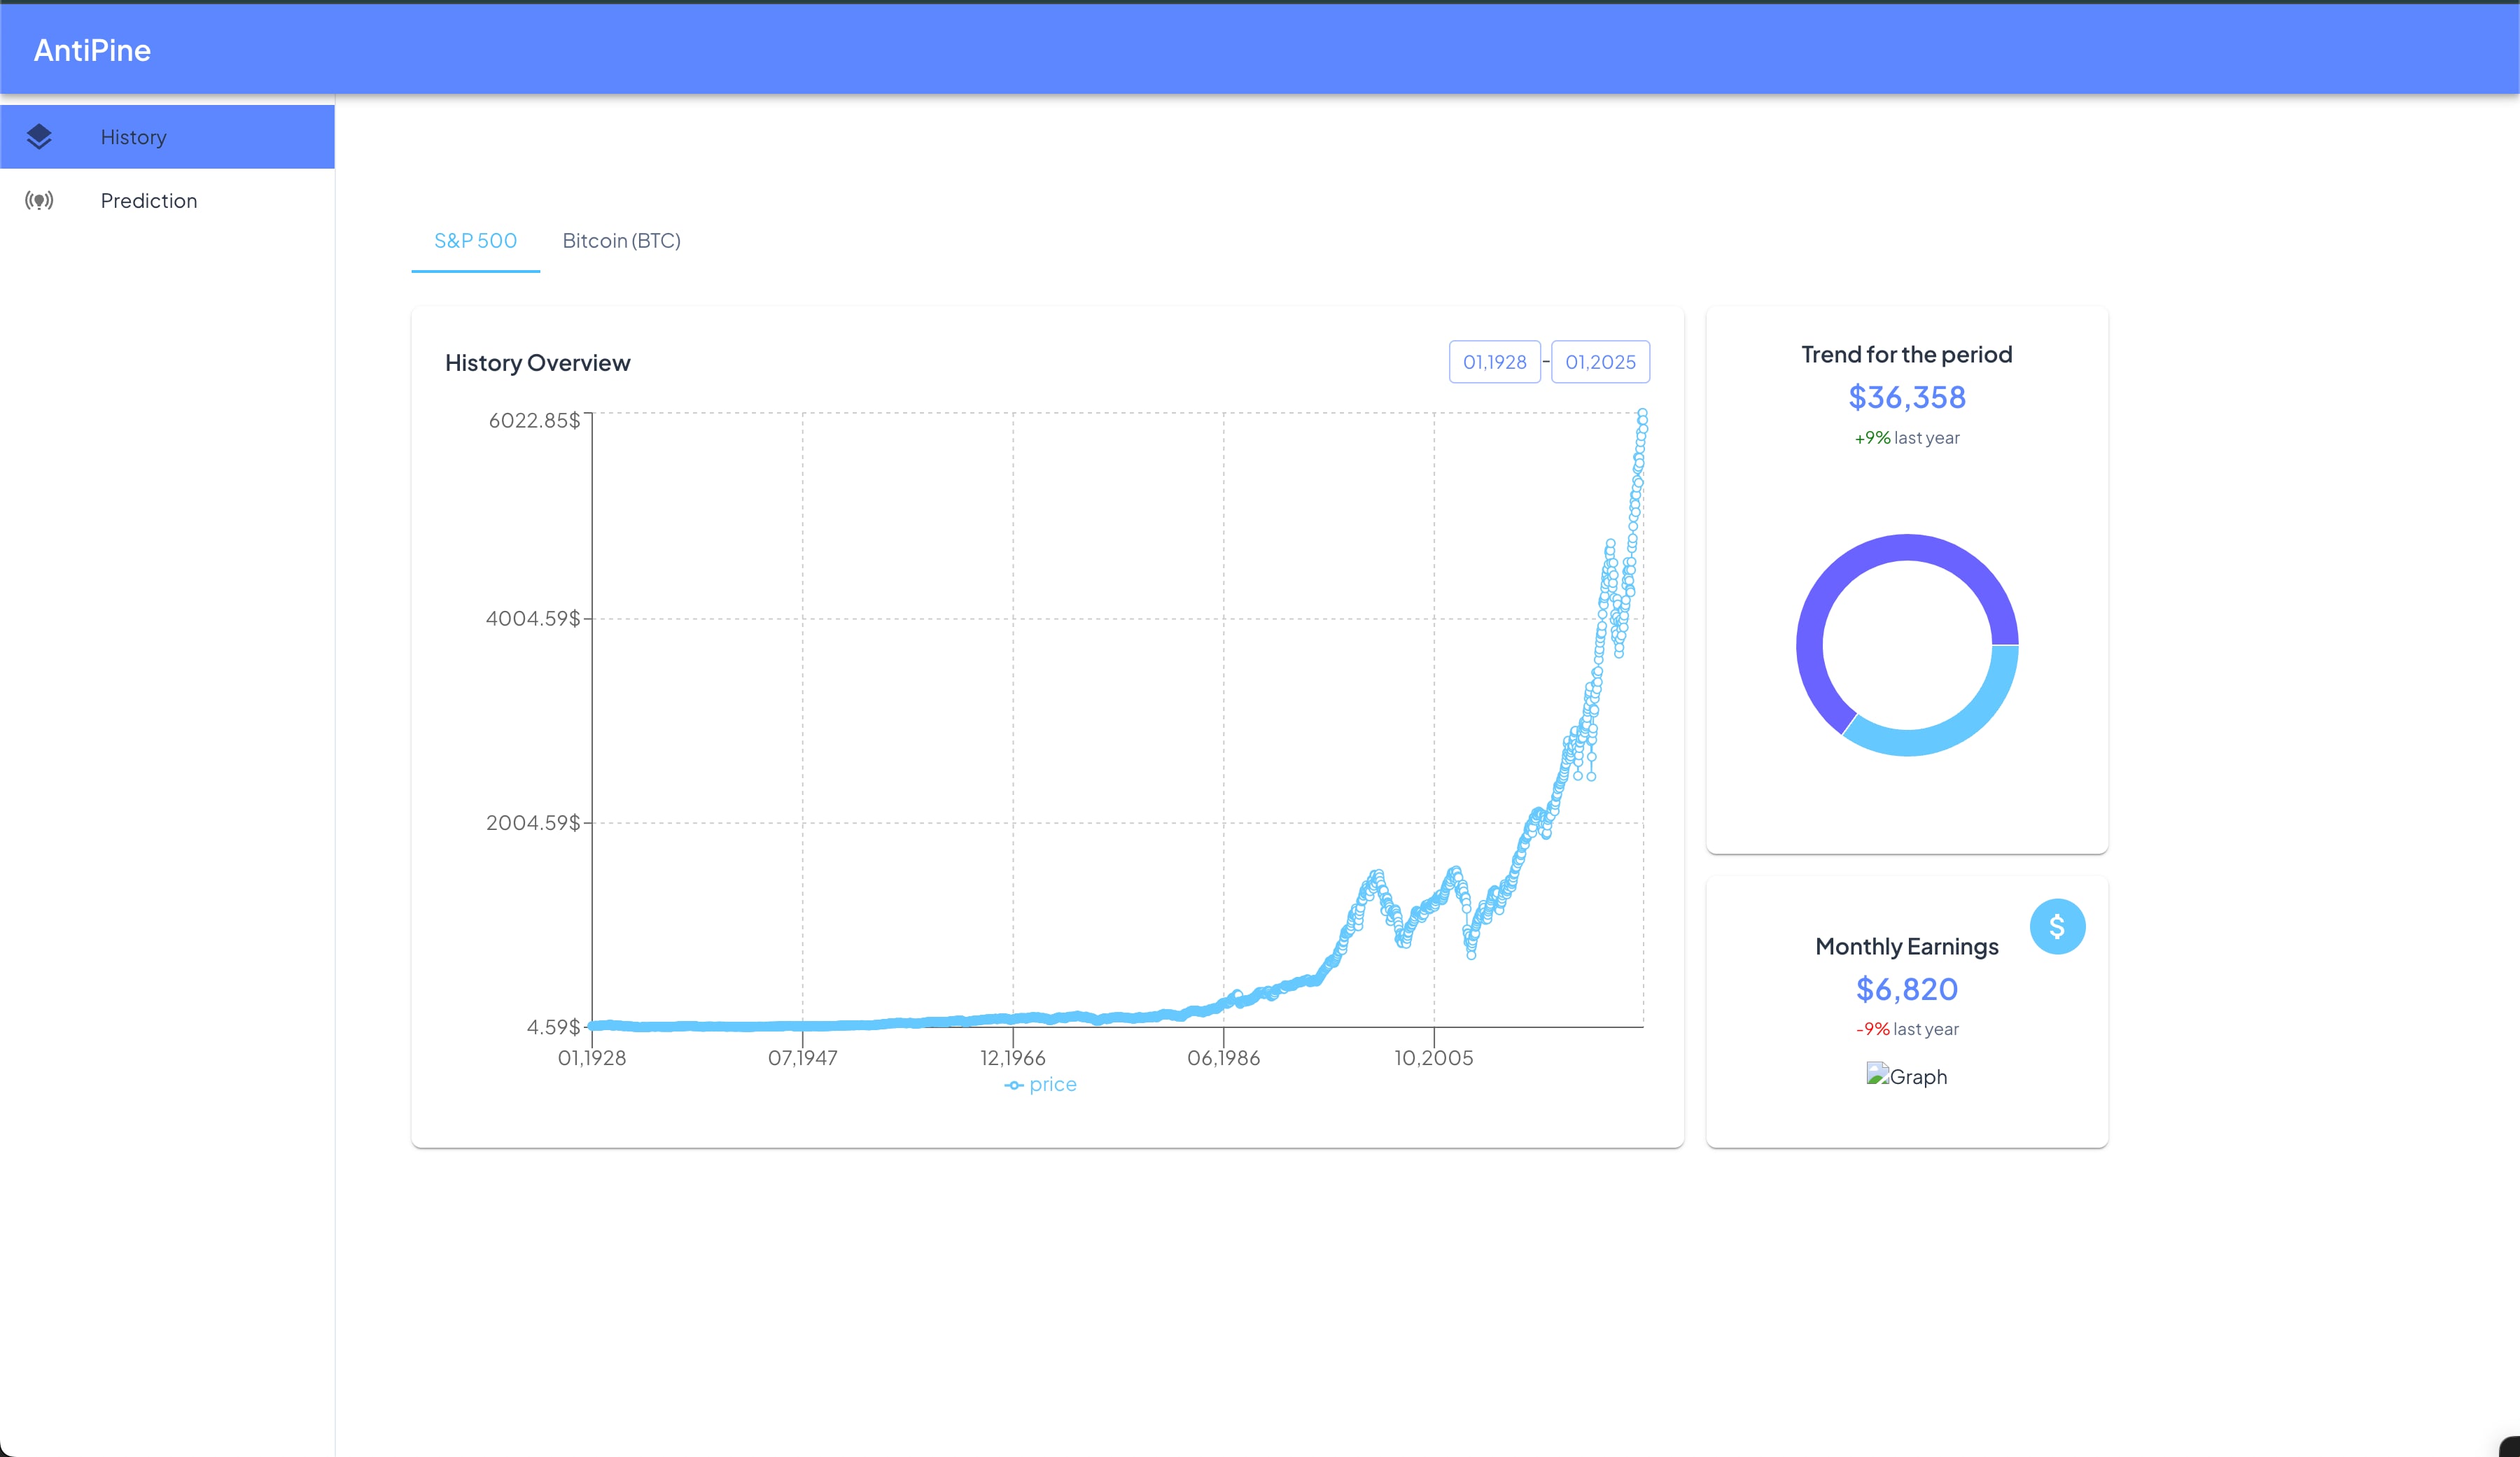 AntiPine
History
Prediction
S&P 500
Bitcoin (BTC)
History Overview
01,1928 - 01,2025
6022.85$
4004.59$
2004.59$
4.59$
01,1928
07,1947
12,1966
06,1986
10,2005
price
Trend for the period
$36,358
+9% last year
Monthly Earnings
$
$6,820
-9% last year
Graph